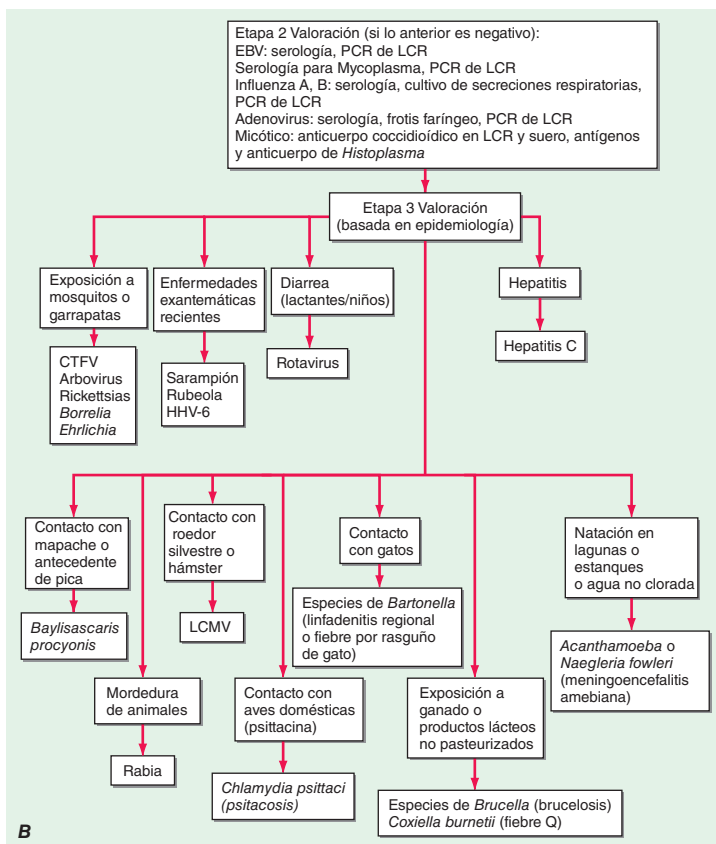 Etapa 2 Valoración (si lo anterior es negativo):
EBV: serología, PCR de LCR
Serología para Mycoplasma, PCR de LCR
Influenza A, B: serología, cultivo de secreciones respiratorias,
PCR de LCR
Adenovirus: serología, frotis faríngeo, PCR de LCR
Micótico: anticuerpo coccidioídico en LCR y suero, antígenos
y anticuerpo de Histoplasma
Etapa 3 Valoración
(basada en epidemiología)
Exposición a
mosquitos o
garrapatas
CTFV
Arbovirus
Rickettsias
Borrelia
Ehrlichia
Enfermedades
exantemáticas
recientes
Sarampión
Rubeola
HHV-6
Diarrea
(lactantes/niños)
Rotavirus
Hepatitis
Hepatitis C
Contacto con
mapache o
antecedente
de pica
Baylisascaris
procyonis
Mordedura
de animales
Rabia
Contacto con
roedor
silvestre o
hámster
LCMV
Contacto con
aves domésticas
(psittacina)
Chlamydia psittaci
(psitacosis)
Contacto
con gatos
Especies de Bartonella
(linfadenitis regional
o fiebre por rasguño
de gato)
Exposición a
ganado o
productos lácteos
no pasteurizados
Especies de Brucella (brucelosis)
Coxiella burnetii (fiebre Q)
Natación en
lagunas o
estanques
o agua no clorada
Acanthamoeba o
Naegleria fowleri
(meningoencefalitis
amebiana)
B